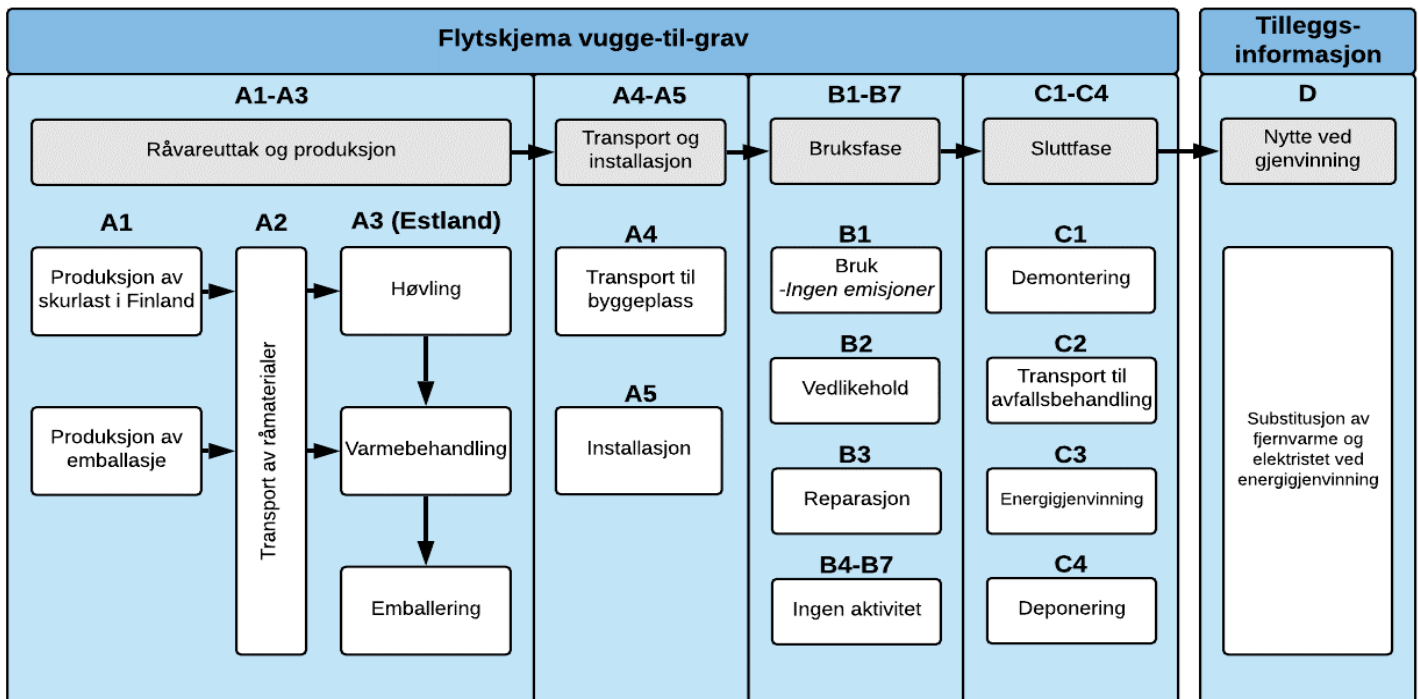 Flytskjema vugge-til-grav
Tilleggs-
informasjon
A1-A3
Råvareuttak og produksjon
A1
Produksjon av
skurlast i Finland
Produksjon av
emballasje
A2
Transport av råmaterialer
A3 (Estland)
Høvling
Varmebehandling
Emballering
A4-A5
Transport og
installasjon
A4
Transport til
byggeplass
A5
Installasjon
B1-B7
Bruksfase
B1
Bruk
-Ingen emisjoner
B2
Vedlikehold
B3
Reparasjon
B4-B7
Ingen aktivitet
C1-C4
Sluttfase
C1
Demontering
C2
Transport til
avfallsbehandling
C3
Energigjenvinning
C4
Deponering
D
Nytte ved
gjenvinning
Substitusjon av
fjernvarme og
elektristet ved
energigjenvinning